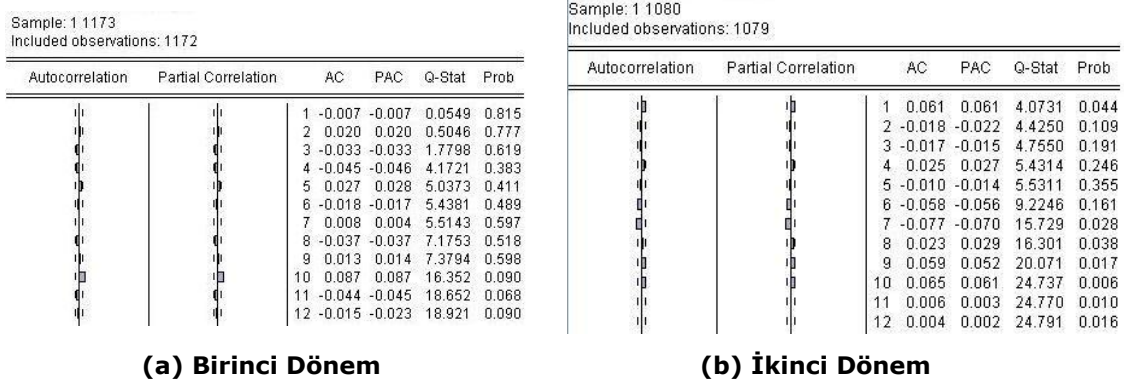 Sample: 1 1173
Included observations: 1172
Autocorrelation Partial Correlation AC PAC Q-Stat Prob
1 -0.007 -0.007 0.0549 0.815
2 0.020 0.020 0.5046 0.777
3 -0.033 -0.033 1.7798 0.619
4 -0.045 -0.046 4.1721 0.383
5 0.027 0.028 5.0373 0.411
6 -0.018 -0.017 5.4381 0.489
7 0.008 0.004 5.5143 0.597
8 -0.037 -0.037 7.1753 0.518
9 0.013 0.014 7.3794 0.598
10 0.087 0.087 16.352 0.090
11 -0.044 -0.045 18.652 0.068
12 -0.015 -0.023 18.921 0.090
(a) Birinci Dönem
Sample: 1 1080
Included observations: 1079
Autocorrelation Partial Correlation AC PAC Q-Stat Prob
1 0.061 0.061 4.0731 0.044
2 -0.018 -0.022 4.4250 0.109
3 -0.017 -0.015 4.7550 0.191
4 0.025 0.027 5.4314 0.246
5 -0.010 -0.014 5.5311 0.355
6 -0.058 -0.056 9.2246 0.161
7 -0.077 -0.070 15.729 0.028
8 0.023 0.029 16.301 0.038
9 0.059 0.052 20.071 0.017
10 0.065 0.061 24.737 0.006
11 0.006 0.003 24.770 0.010
12 0.004 0.002 24.791 0.016
(b) İkinci Dönem